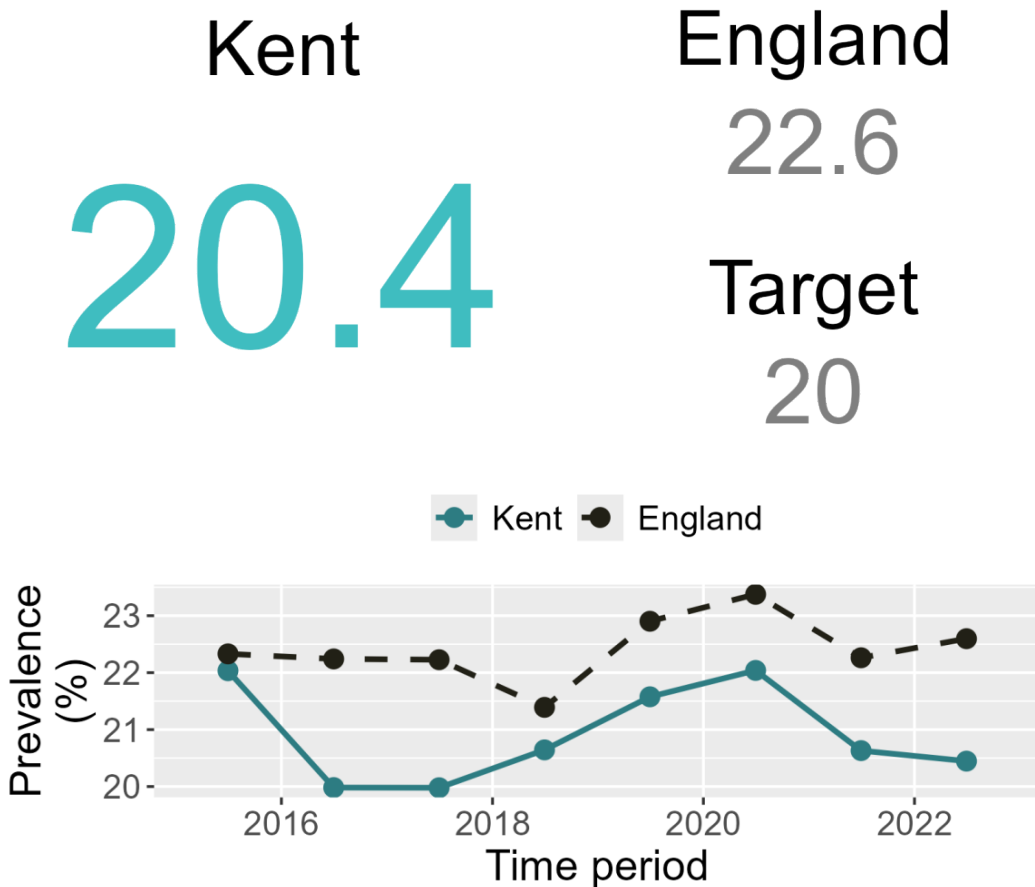 Kent
20.4
England
22.6
Target
20
Kent England
Prevalence
(%)
23
22
21
20
2016 2018 2020 2022
Time period